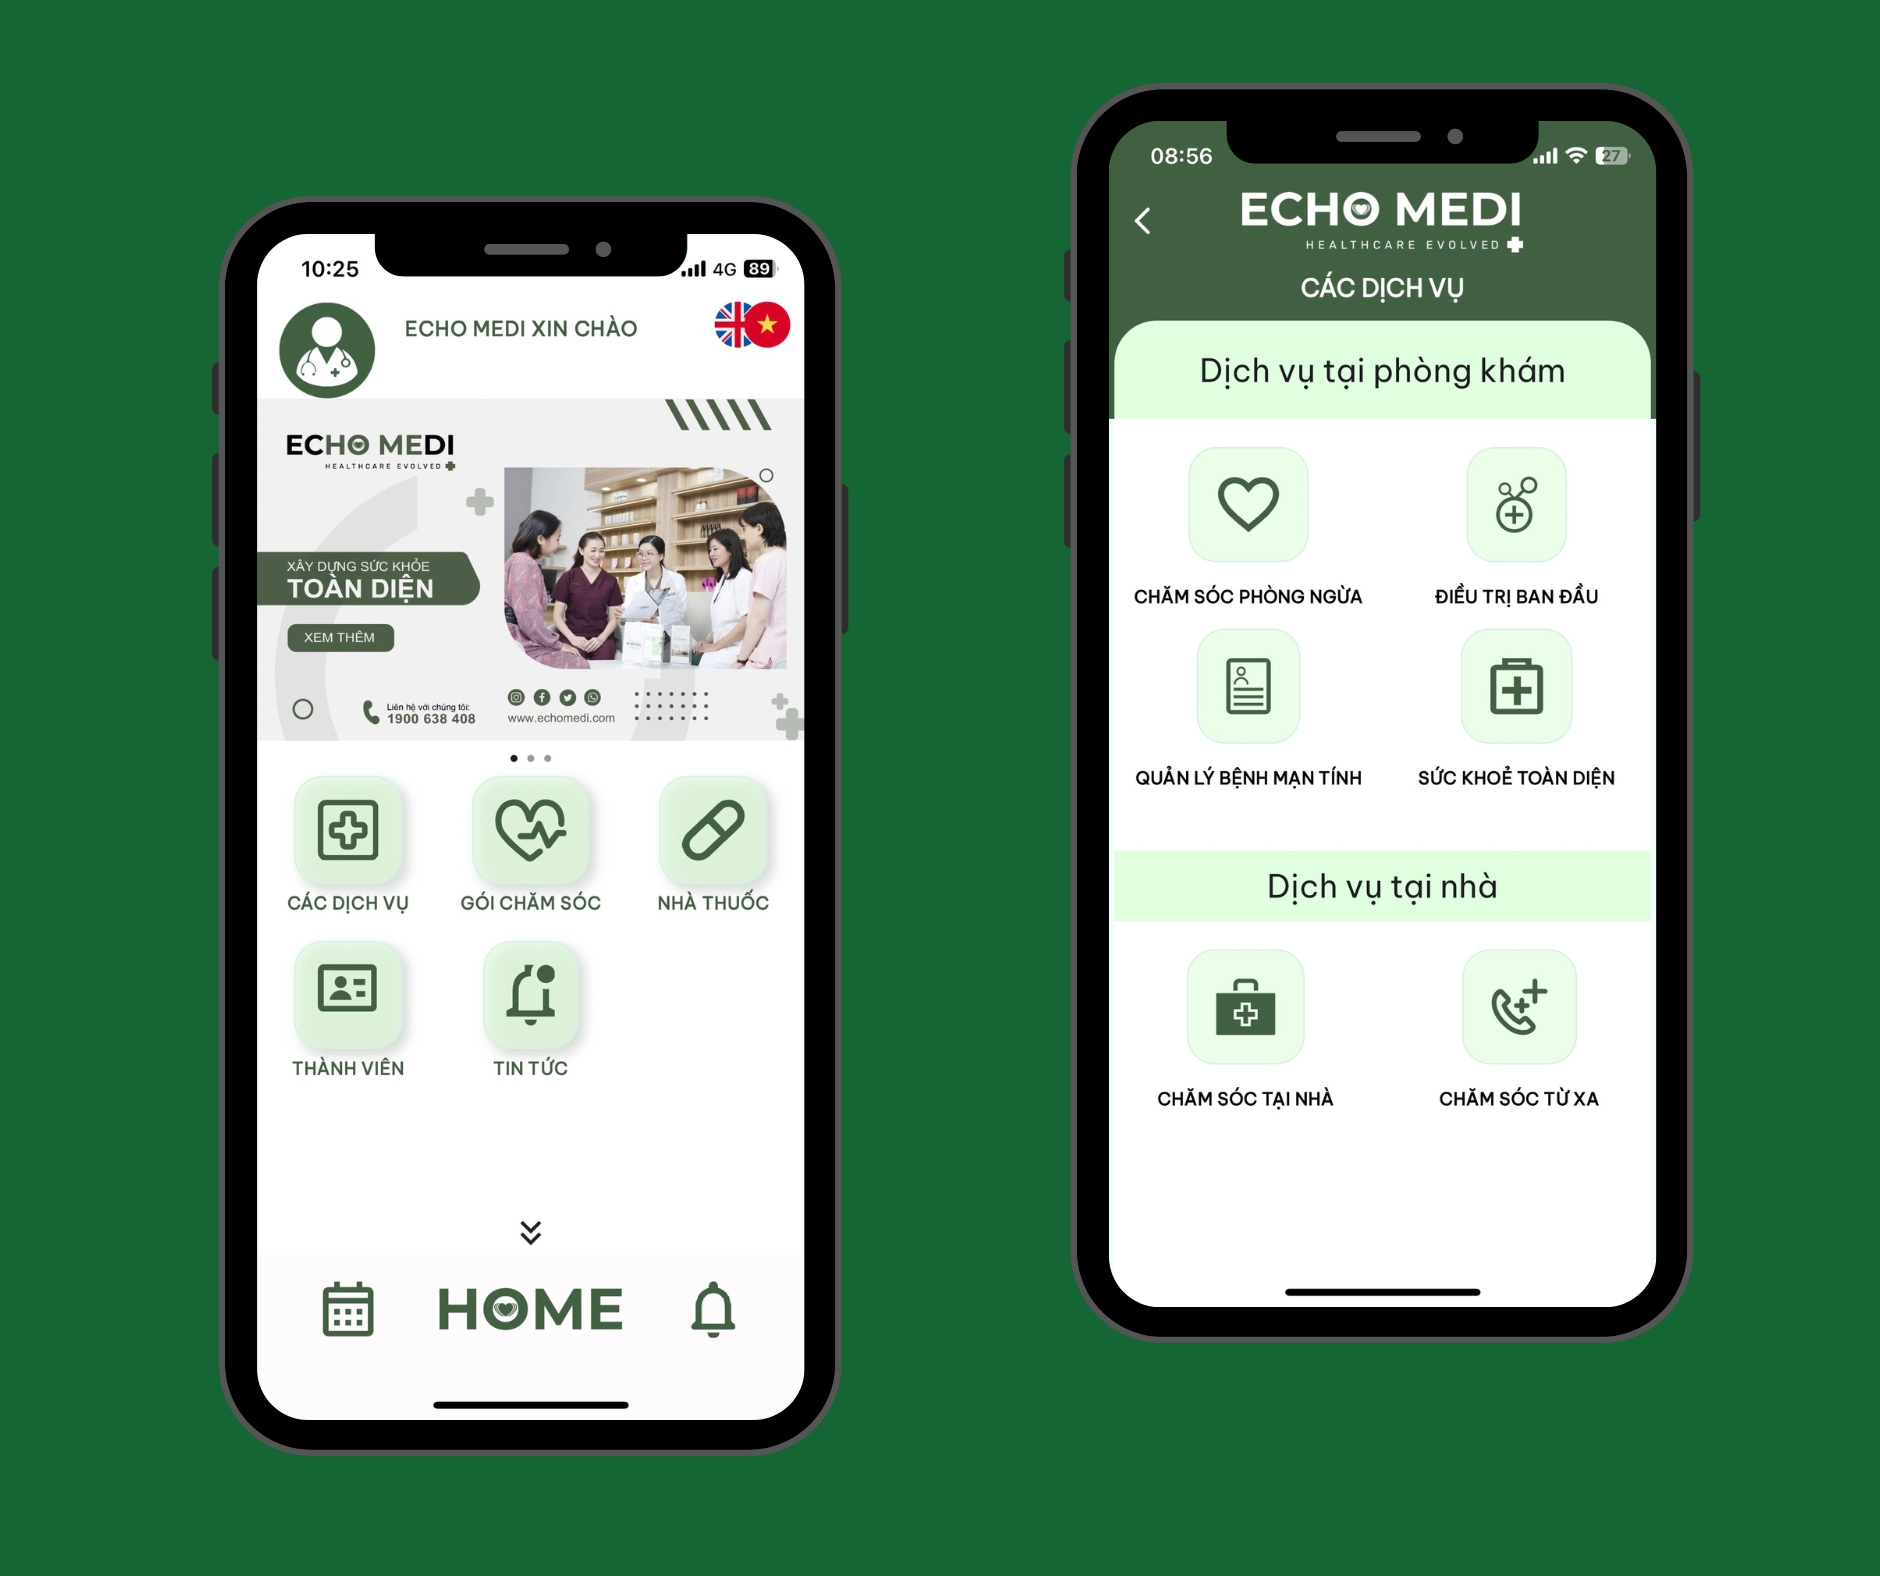 10:25
4G 89
ECHO MEDI XIN CHÀO
ECHO MEDI
HEALTHCARE EVOLVED
XÂY DỰNG SỨC KHỎE
TOÀN DIỆN
XEM THÊM
Liên hệ với chúng tôi:
1900 638 408
www.echomedi.com
CÁC DỊCH VỤ
GÓI CHĂM SÓC
NHÀ THUỐC
THÀNH VIÊN
TIN TỨC
HOME
08:56
27
ECHO MEDI
HEALTHCARE EVOLVED
CÁC DỊCH VỤ
Dịch vụ tại phòng khám
CHĂM SÓC PHÒNG NGỪA
ĐIỀU TRỊ BAN ĐẦU
QUẢN LÝ BỆNH MẠN TÍNH
SỨC KHOẺ TOÀN DIỆN
Dịch vụ tại nhà
CHĂM SÓC TẠI NHÀ
CHĂM SÓC TỪ XA